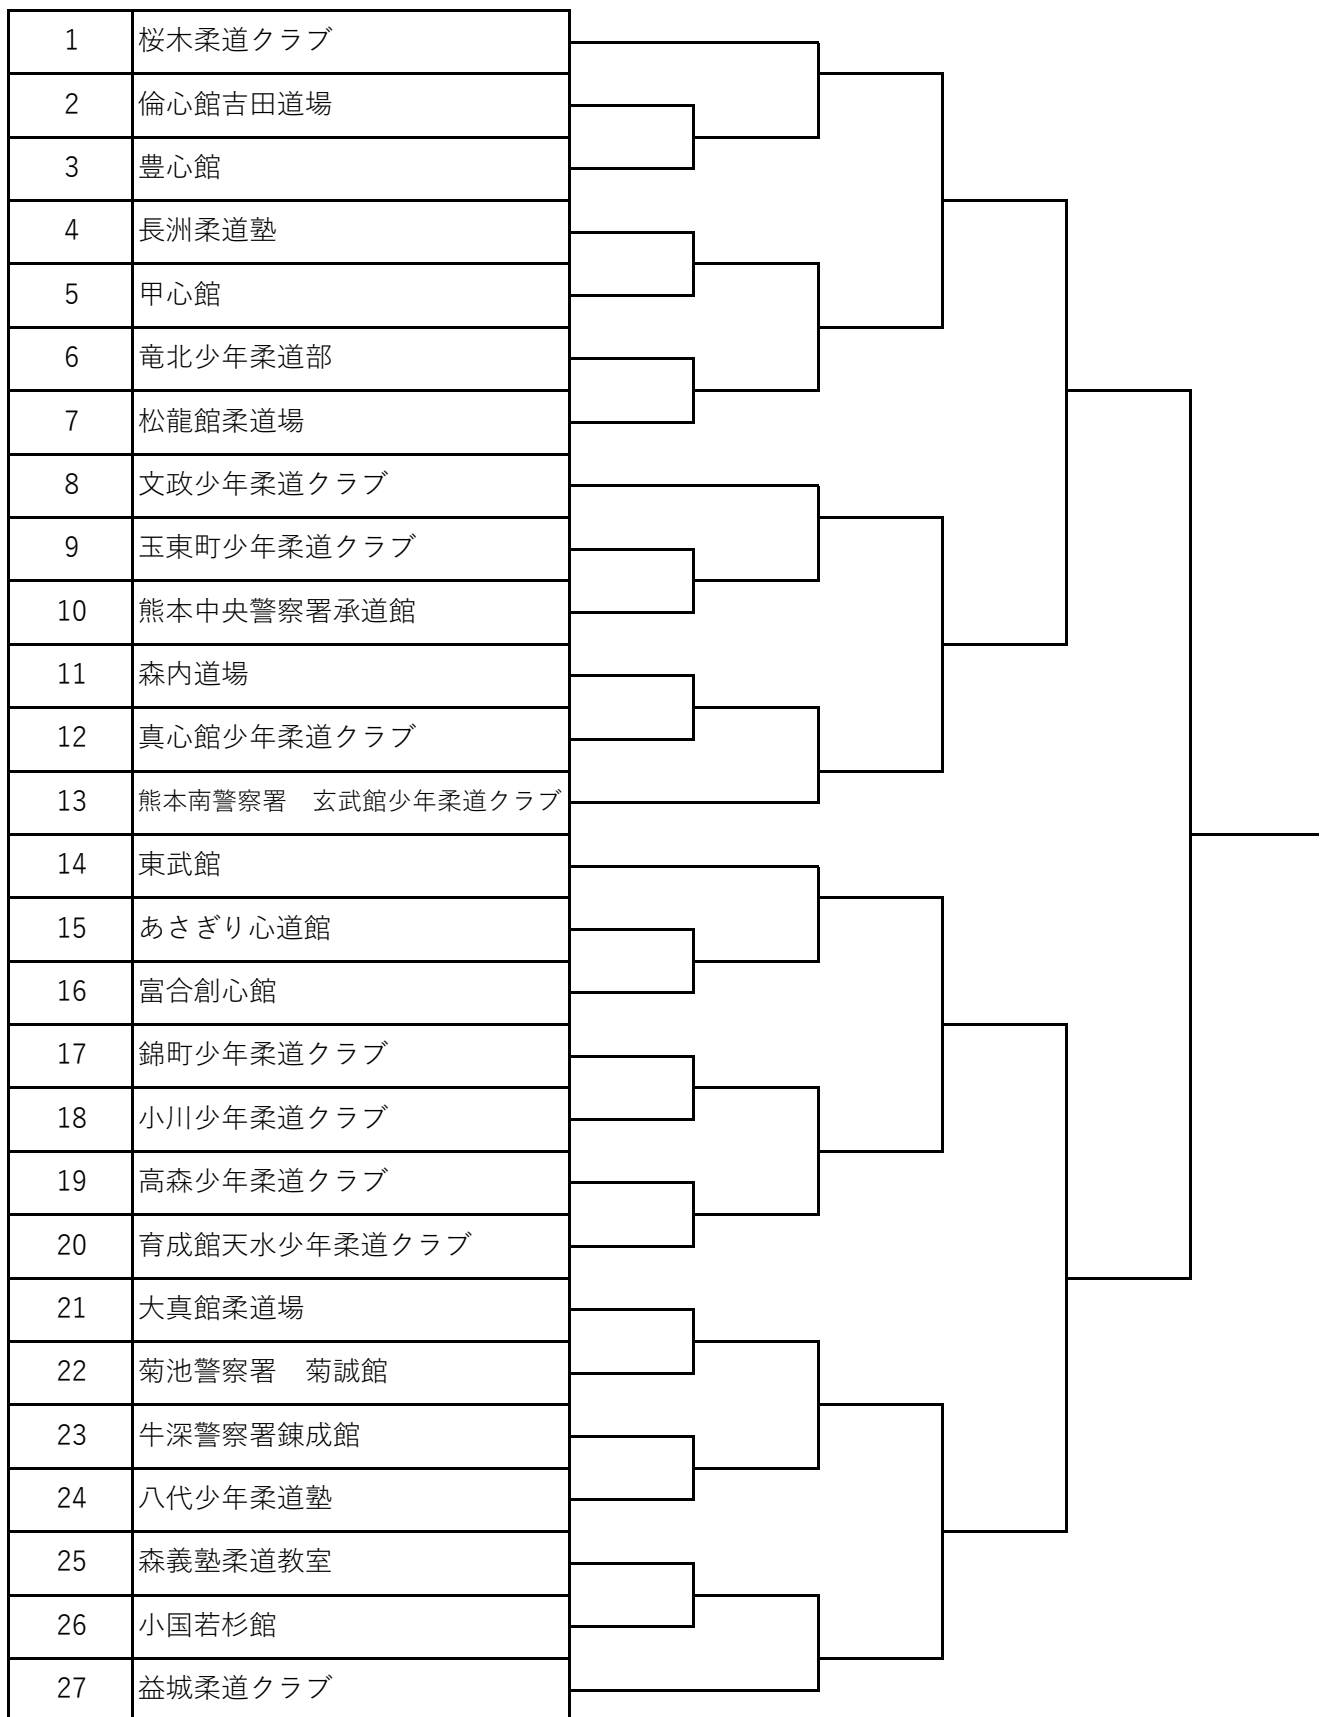 1 桜木柔道クラブ
2 倫心館吉田道場
3 豊心館
4 長洲柔道塾
5 甲心館
6 竜北少年柔道部
7 松龍館柔道場
8 文政少年柔道クラブ
9 玉東町少年柔道クラブ
10 熊本中央警察署承道館
11 森内道場
12 真心館少年柔道クラブ
13 熊本南警察署　玄武館少年柔道クラブ
14 東武館
15 あさぎり心道館
16 富合創心館
17 錦町少年柔道クラブ
18 小川少年柔道クラブ
19 高森少年柔道クラブ
20 育成館天水少年柔道クラブ
21 大真館柔道場
22 菊池警察署　菊誠館
23 牛深警察署錬成館
24 八代少年柔道塾
25 森義塾柔道教室
26 小国若杉館
27 益城柔道クラブ